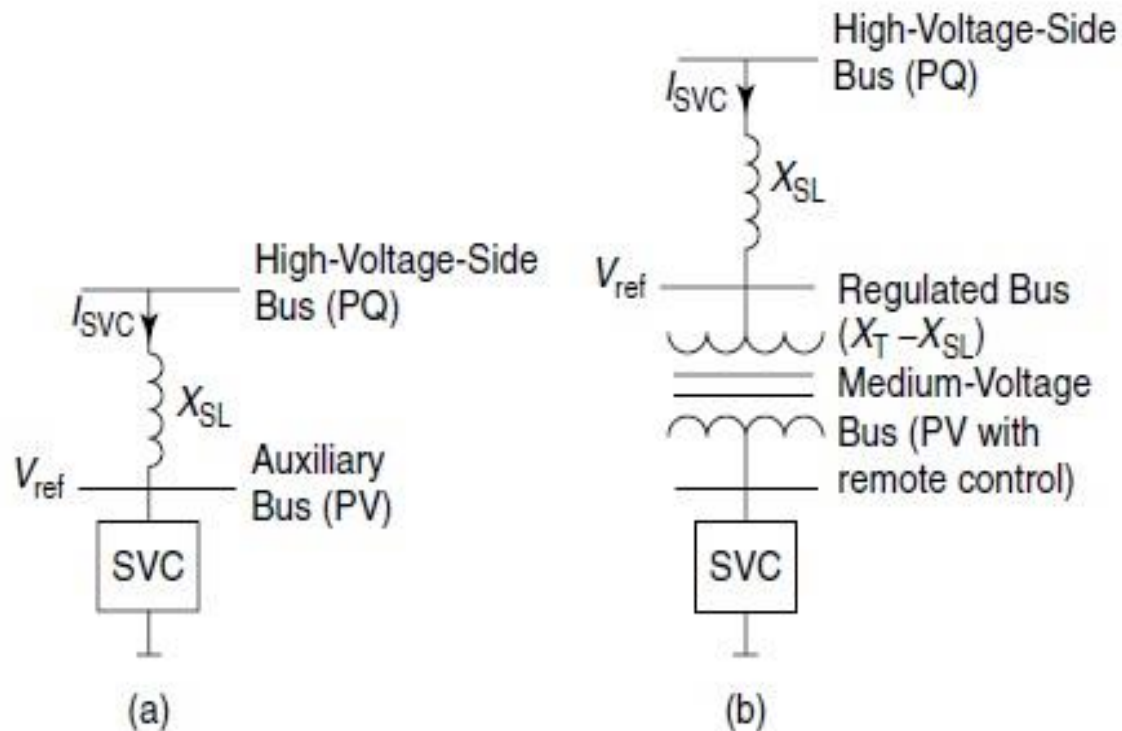 High-Voltage-Side
Bus (PQ)
I_SVC
X_SL
V_ref
Auxiliary
Bus (PV)
SVC
(a)
High-Voltage-Side
Bus (PQ)
I_SVC
X_SL
V_ref
Regulated Bus
(X_T –X_SL)
Medium-Voltage
Bus (PV with
remote control)
SVC
(b)